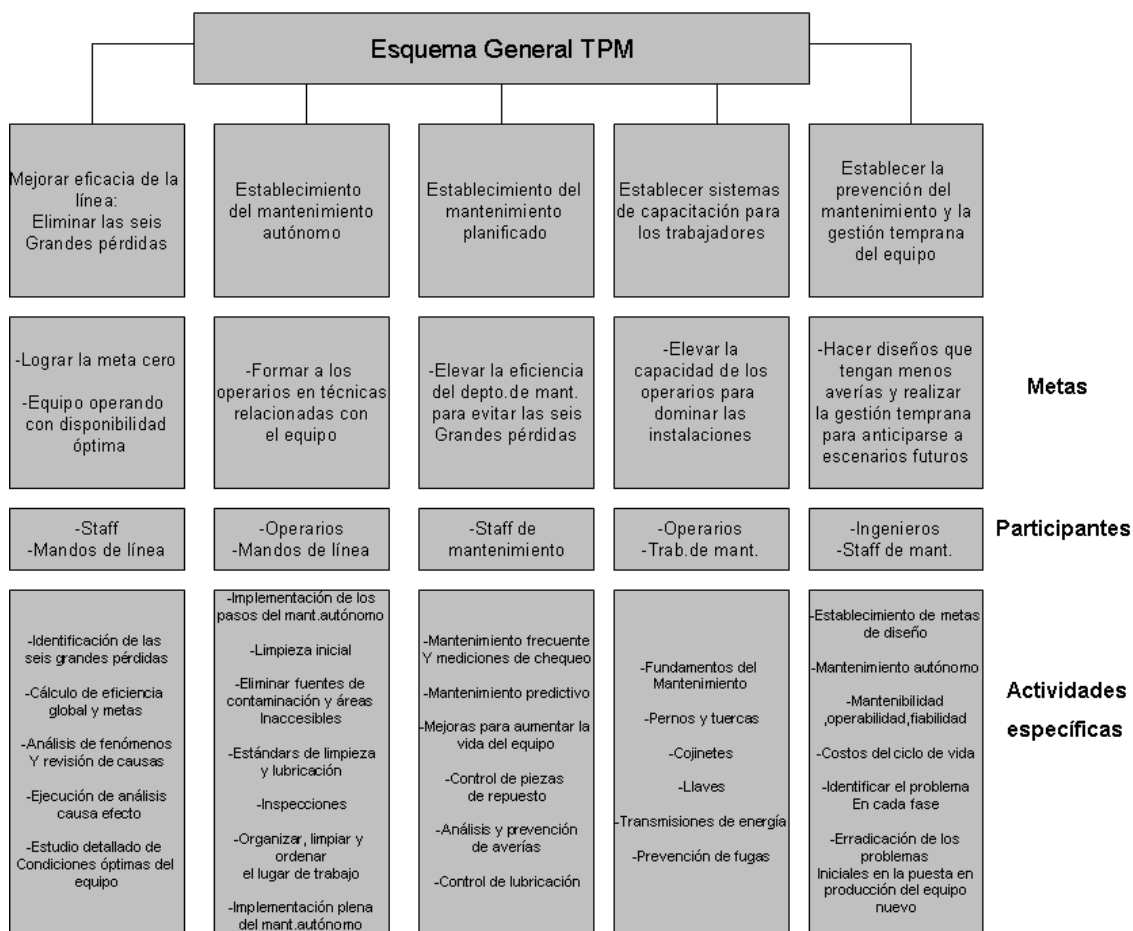 Esquema General TPM
Mejorar eficacia de la
línea:
Eliminar las seis
Grandes pérdidas
Establecimiento
del mantenimiento
autónomo
Establecimiento del
mantenimiento
planificado
Establecer sistemas
de capacitación para
los trabajadores
Establecer la
prevención del
mantenimiento y la
gestión temprana
del equipo
-Lograr la meta cero
-Equipo operando
con disponibilidad
óptima
-Formar a los
operarios en técnicas
relacionadas con
el equipo
-Elevar la eficiencia
del depto.de mant.
para evitar las seis
Grandes pérdidas
-Elevar la
capacidad de los
operarios para
dominar las
instalaciones
-Hacer diseños que
tengan menos
averías y realizar
la gestión temprana
para anticiparse a
escenarios futuros
Metas
-Staff
-Mandos de línea
-Operarios
-Mandos de línea
-Staff de
mantenimiento
-Operarios
-Trab.de mant.
-Ingenieros
-Staff de mant.
Participantes
-Identificación de las
seis grandes pérdidas
-Cálculo de eficiencia
global y metas
-Análisis de fenómenos
Y revisión de causas
-Ejecución de análisis
causa efecto
-Estudio detallado de
Condiciones óptimas del
equipo
-Implementación de los
pasos del mant.autónomo
-Limpieza inicial
-Eliminar fuentes de
contaminación y áreas
Inaccesibles
-Estándars de limpieza
y lubricación
-Inspecciones
-Organizar, limpiar y
ordenar
el lugar de trabajo
-Implementación plena
del mant.autónomo
-Mantenimiento frecuente
Y mediciones de chequeo
-Mantenimiento predictivo
-Mejoras para aumentar la
vida del equipo
-Control de piezas
de repuesto
-Análisis y prevención
de averías
-Control de lubricación
-Fundamentos del
Mantenimiento
-Pernos y tuercas
-Cojinetes
-Llaves
-Transmisiones de energía
-Prevención de fugas
-Establecimiento de metas
de diseño
-Mantenimiento autónomo
-Mantenibilidad
,operabilidad,fiabilidad
-Costos del ciclo de vida
-Identificar el problema
En cada fase
-Erradicación de los
problemas
Iniciales en la puesta en
producción del equipo
nuevo
Actividades
específicas